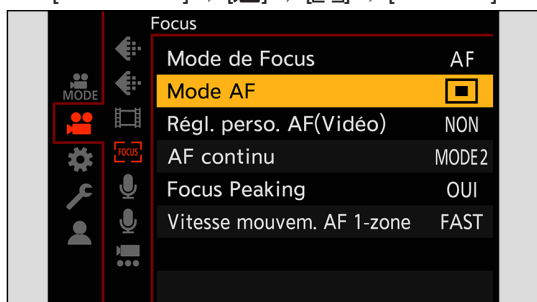 Focus
Mode de Focus AF
Mode AF
Régl. perso. AF(Vidéo) NON
AF continu MODE2
Focus Peaking OUI
Vitesse mouvem. AF 1-zone FAST
MODE
FOCUS